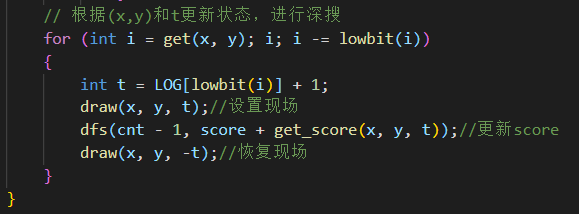 // 根据(x,y)和t更新状态，进行深搜
for (int i = get(x, y); i; i -= lowbit(i))
{
int t = LOG[lowbit(i)] + 1;
draw(x, y, t);//设置现场
dfs(cnt - 1, score + get_score(x, y, t));//更新score
draw(x, y, -t);//恢复现场
}
}